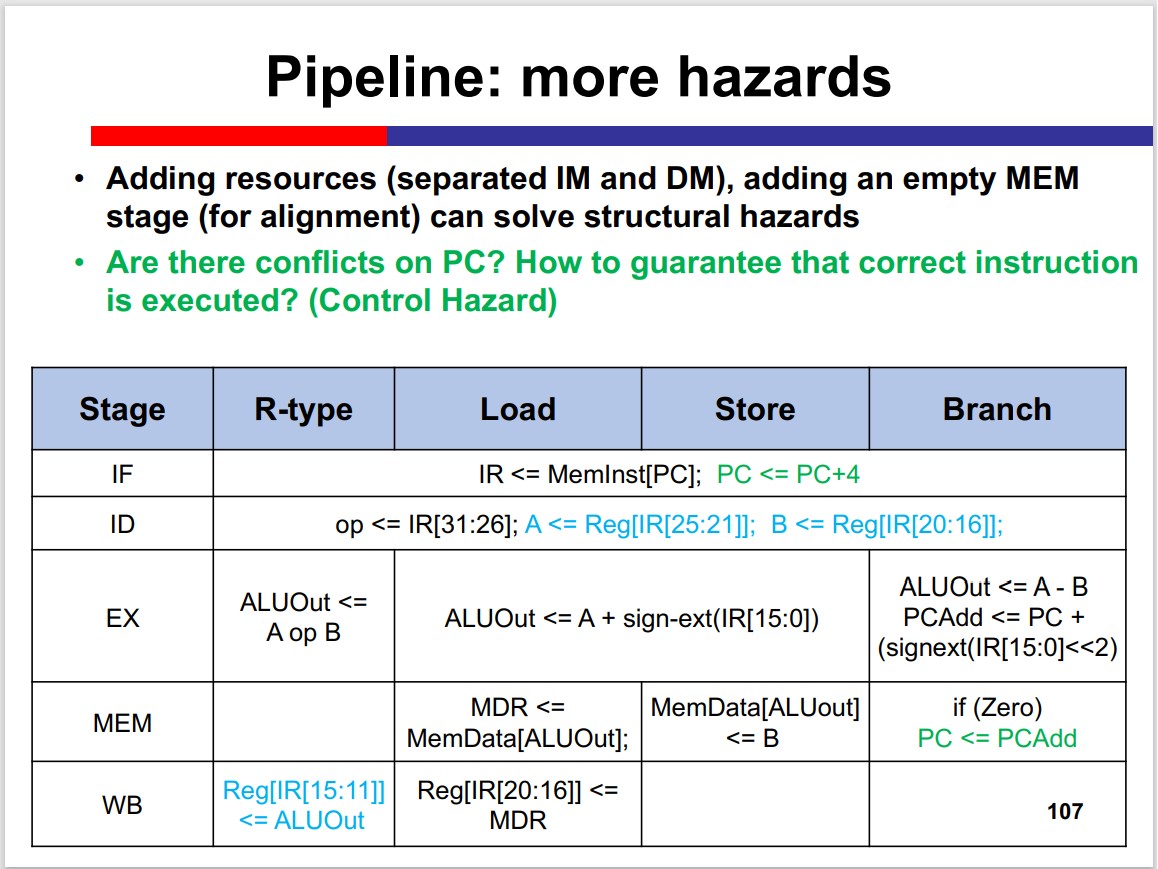 Pipeline: more hazards
• Adding resources (separated IM and DM), adding an empty MEM
stage (for alignment) can solve structural hazards
• Are there conflicts on PC? How to guarantee that correct instruction
is executed? (Control Hazard)
Stage R-type Load Store Branch
IF IR <= MemInst[PC]; PC <= PC+4
ID op <= IR[31:26]; A <= Reg[IR[25:21]]; B <= Reg[IR[20:16]];
EX
ALUOut <=
A op B
ALUOut <= A + sign-ext(IR[15:0])
ALUOut <= A - B
PCAdd <= PC +
(signext(IR[15:0]<<2)
MEM
MDR <=
MemData[ALUOut];
MemData[ALUout]
<= B
if (Zero)
PC <= PCAdd
WB
Reg[IR[15:11]]
<= ALUOut
Reg[IR[20:16]] <=
MDR
107